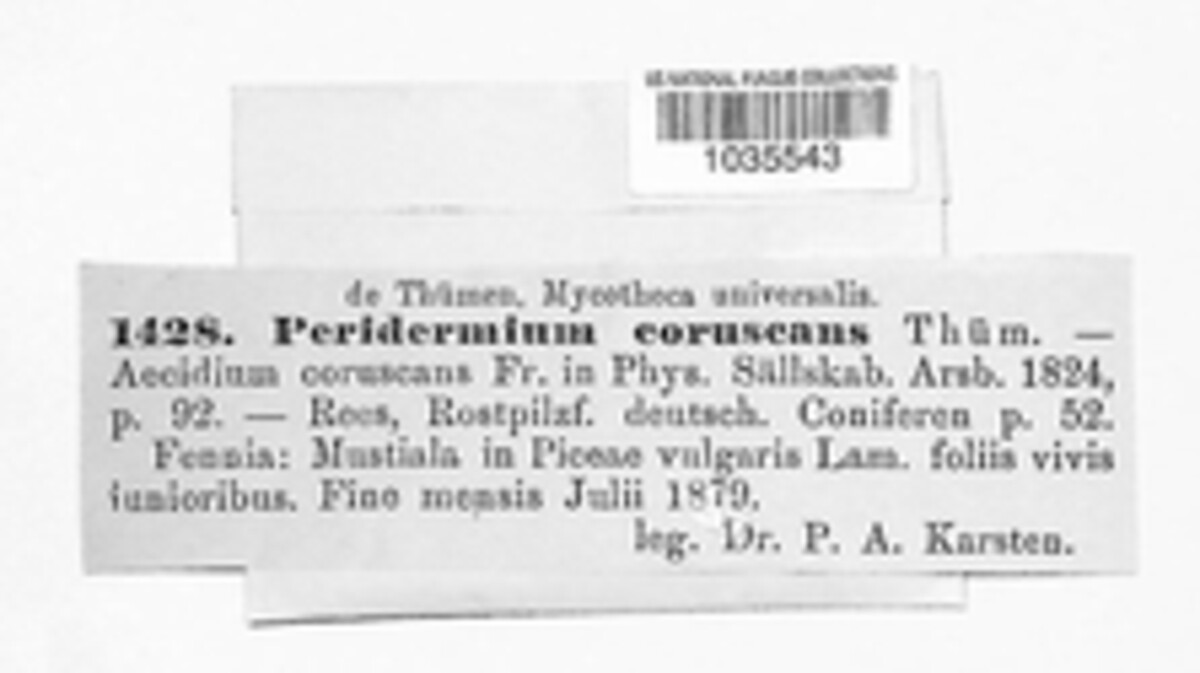 US NATIONAL FUNGUS COLLECTIONS
1035543
de Thümen, Mycotheca universalis.
1428. Peridermium coruscans Thüm. —
Aecidium coruscans Fr. in Phys. Sällskab. Arsb. 1824,
p. 92. — Rees, Rostpilzf. deutsch. Coniferen p. 52.
Fennia: Mustiala in Piceae vulgaris Lam. foliis vivis
iunioribus. Fine mensis Julii 1879.
leg. Dr. P. A. Karsten.